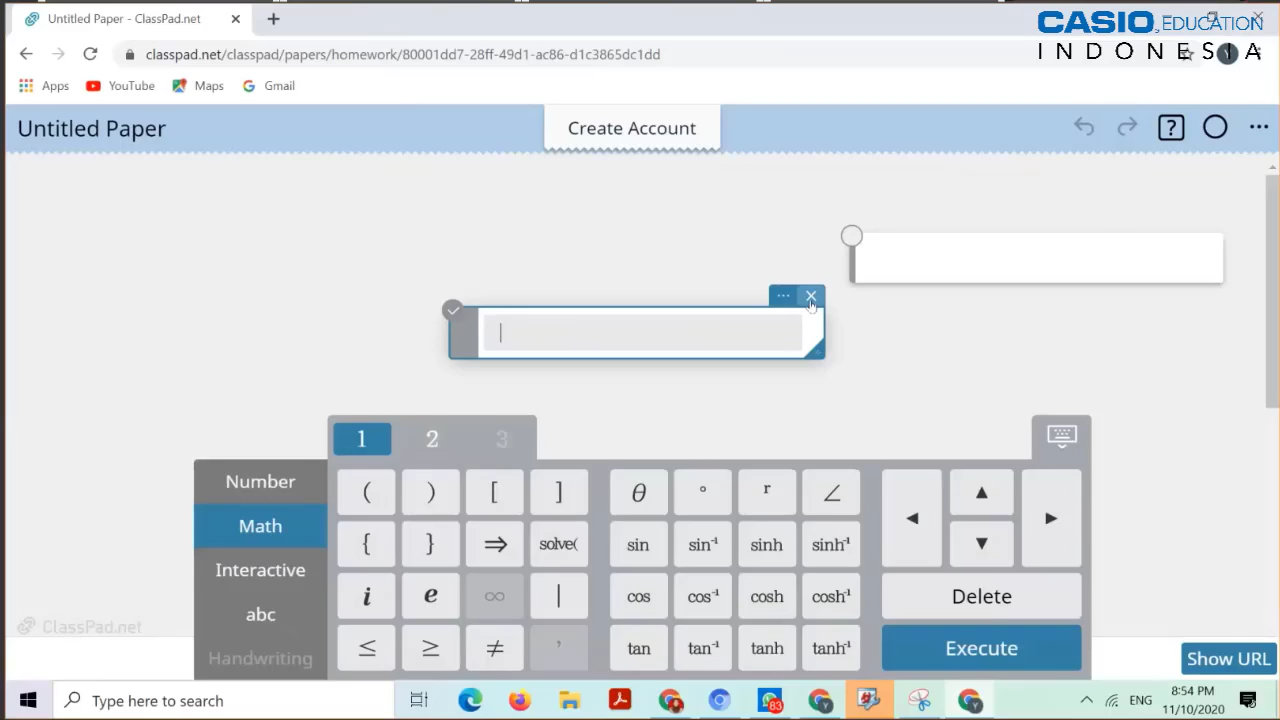 Untitled Paper - ClassPad.net
CASIO EDUCATION
INDONESIA
classpad.net/classpad/papers/homework/80001dd7-28ff-49d1-ac86-d1c3865dc1dd
Apps YouTube Maps Gmail
Untitled Paper
Create Account
?
1 2 3
Number
Math
Interactive
abc
Handwriting
( ) [ ] θ ° r ∠
{ } ⇒ solve( sin sin⁻¹ sinh sinh⁻¹
i e ∞ | cos cos⁻¹ cosh cosh⁻¹
Delete
≤ ≥ ≠ , tan tan⁻¹ tanh tanh⁻¹
Execute
ClassPad.net
Show URL
Type here to search
83
ENG
8:54 PM
11/10/2020